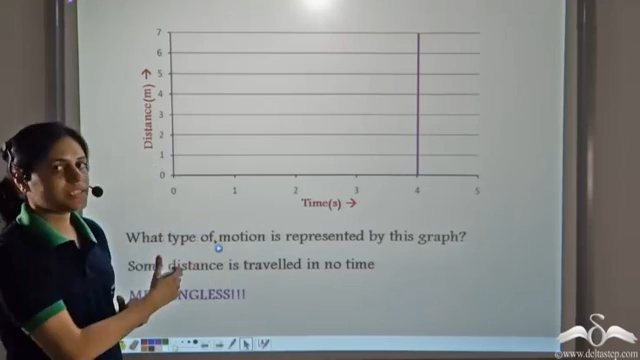 7
6
5
4
3
2
1
0
Distance(m) →
0 1 2 3 4 5
Time(s) →
What type of motion is represented by this graph?
Some distance is travelled in no time
©www.deltastep.com